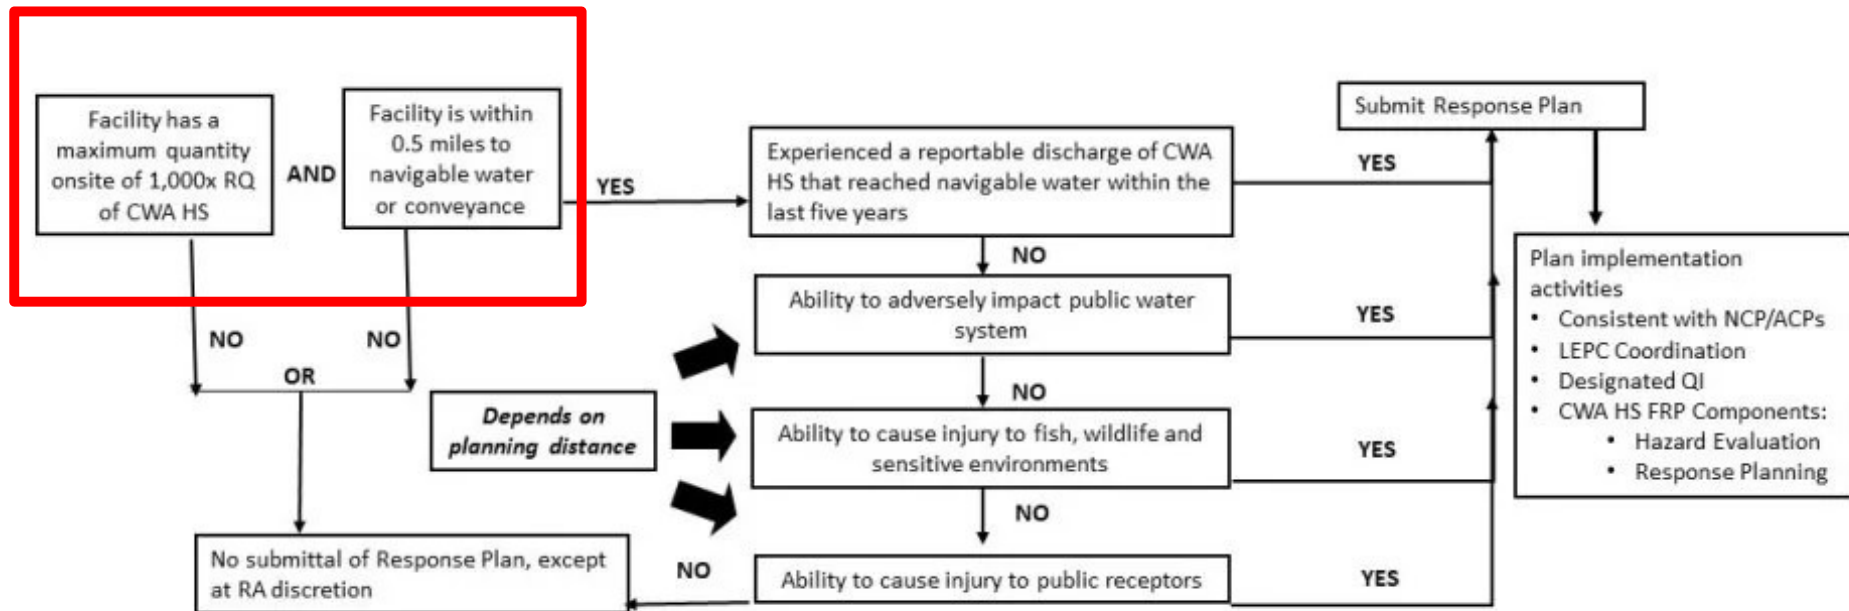 Facility has a
maximum quantity
onsite of 1,000x RQ
of CWA HS
AND
Facility is within
0.5 miles to
navigable water
or conveyance
YES
Experienced a reportable discharge of CWA
HS that reached navigable water within the
last five years
YES
Submit Response Plan
NO
Ability to adversely impact public water
system
YES
Plan implementation
activities
• Consistent with NCP/ACPs
• LEPC Coordination
• Designated QI
• CWA HS FRP Components:
• Hazard Evaluation
• Response Planning
NO
NO
OR
Depends on
planning distance
NO
Ability to cause injury to fish, wildlife and
sensitive environments
YES
NO
No submittal of Response Plan, except
at RA discretion
NO
Ability to cause injury to public receptors
YES